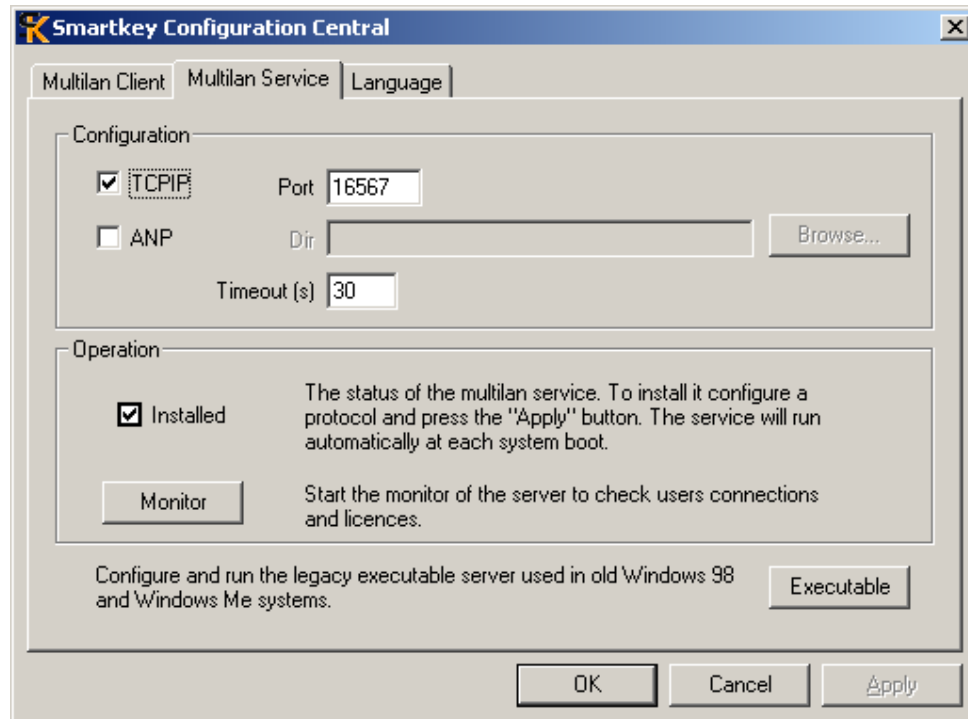 Smartkey Configuration Central
Multilan Client Multilan Service Language
Configuration
TCPIP Port 16567
ANP Dir Browse...
Timeout (s) 30
Operation
Installed
The status of the multilan service. To install it configure a
protocol and press the "Apply" button. The service will run
automatically at each system boot.
Monitor
Start the monitor of the server to check users connections
and licences.
Configure and run the legacy executable server used in old Windows 98
and Windows Me systems.
Executable
OK Cancel Apply